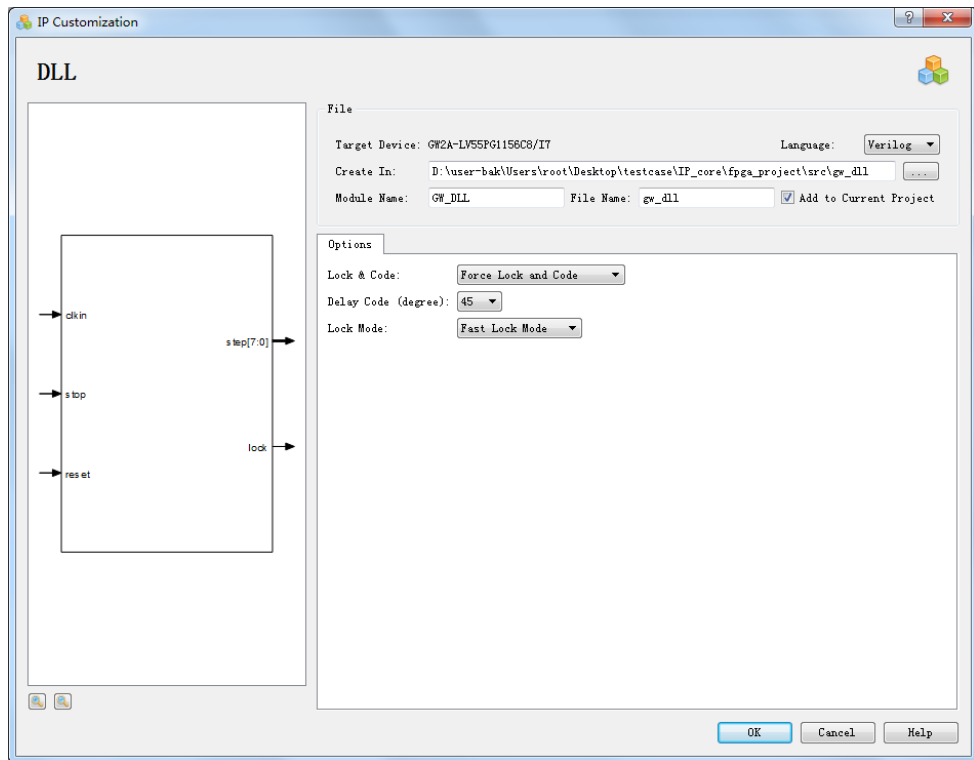 IP Customization
DLL
File
Target Device: GW2A-LV55PG1156C8/I7 Language: Verilog
Create In: D:\user-bak\Users\root\Desktop\testcase\IP_core\fpga_project\src\gw_dll ...
Module Name: GW_DLL File Name: gw_dll Add to Current Project
Options
Lock & Code: Force Lock and Code
Delay Code (degree): 45
Lock Mode: Fast Lock Mode
clkin
step[7:0]
stop
lock
reset
OK Cancel Help